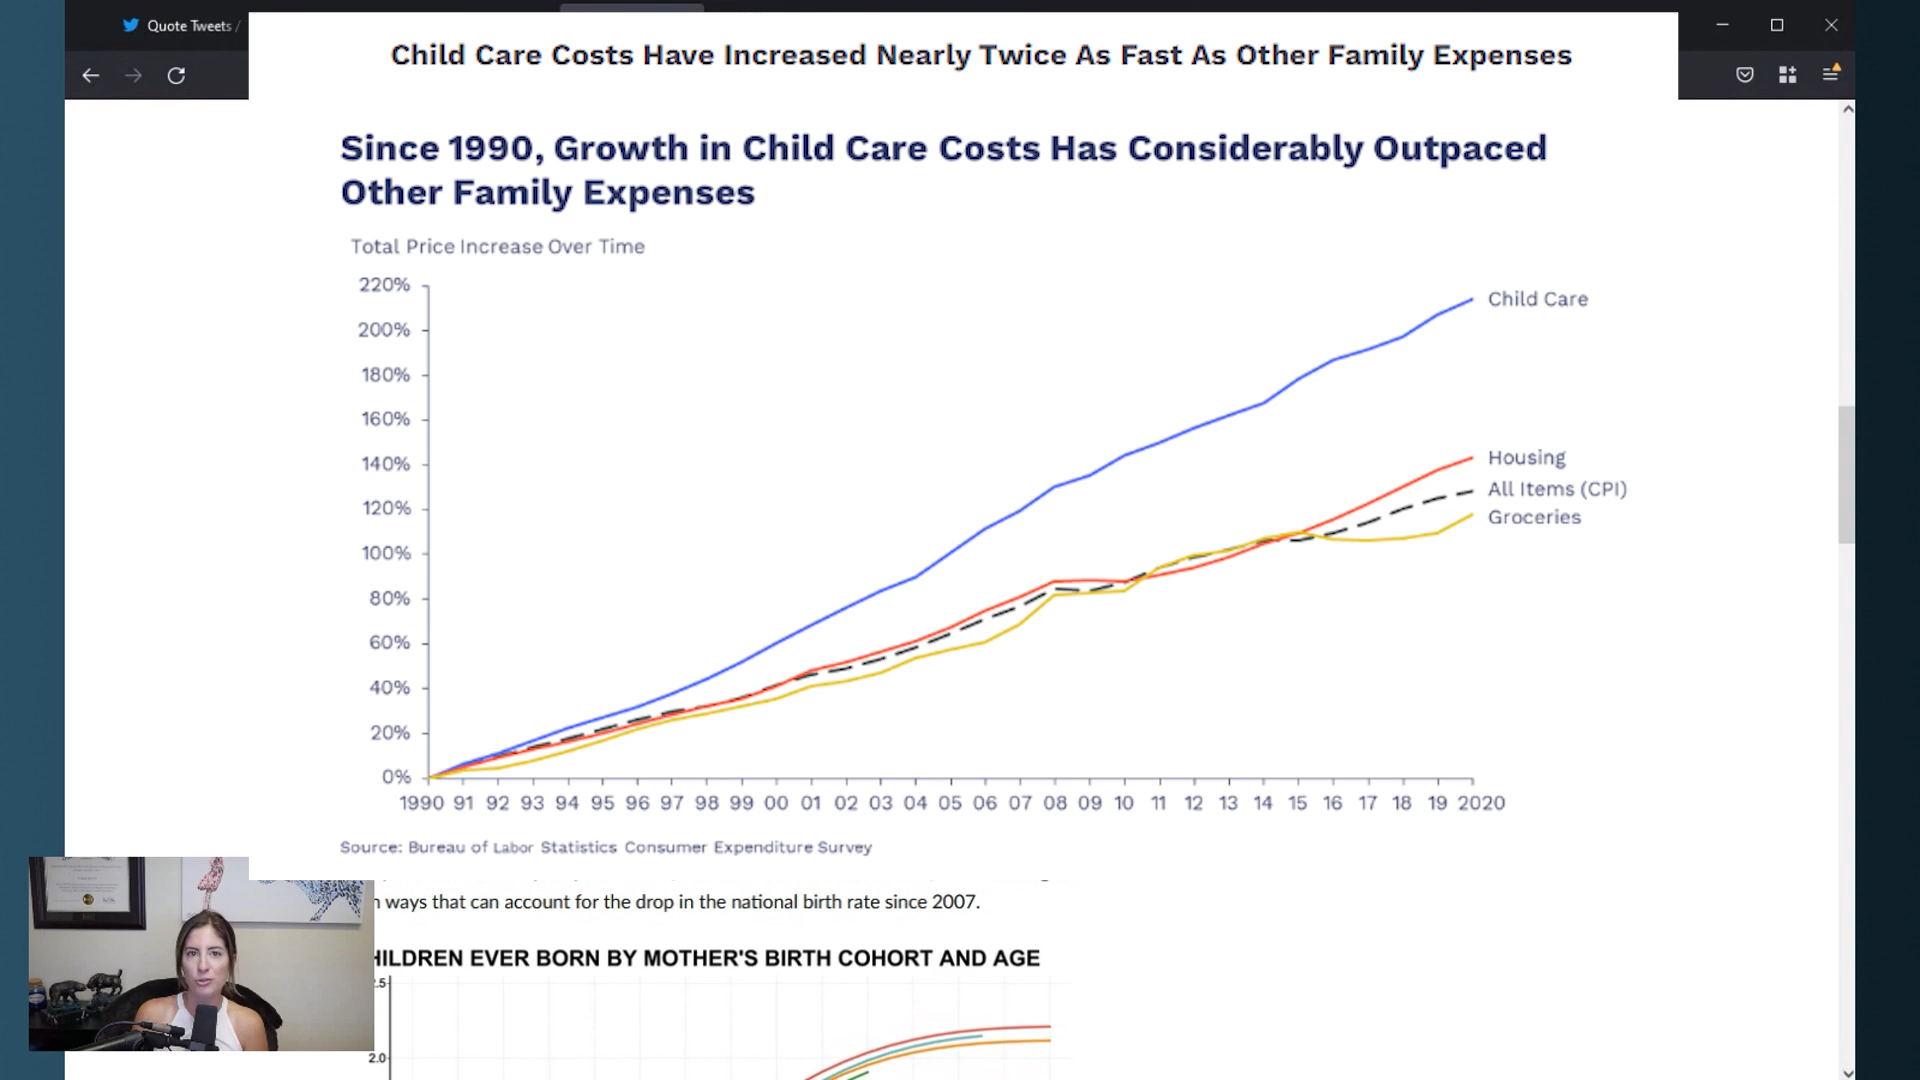 Quote Tweets /
Child Care Costs Have Increased Nearly Twice As Fast As Other Family Expenses
Since 1990, Growth in Child Care Costs Has Considerably Outpaced
Other Family Expenses
Total Price Increase Over Time
220%
200%
180%
160%
140%
120%
100%
80%
60%
40%
20%
0%
Child Care
Housing
All Items (CPI)
Groceries
1990 91 92 93 94 95 96 97 98 99 00 01 02 03 04 05 06 07 08 09 10 11 12 13 14 15 16 17 18 19 2020
Source: Bureau of Labor Statistics Consumer Expenditure Survey
ways that can account for the drop in the national birth rate since 2007.
HILDREN EVER BORN BY MOTHER'S BIRTH COHORT AND AGE
.5
2.0